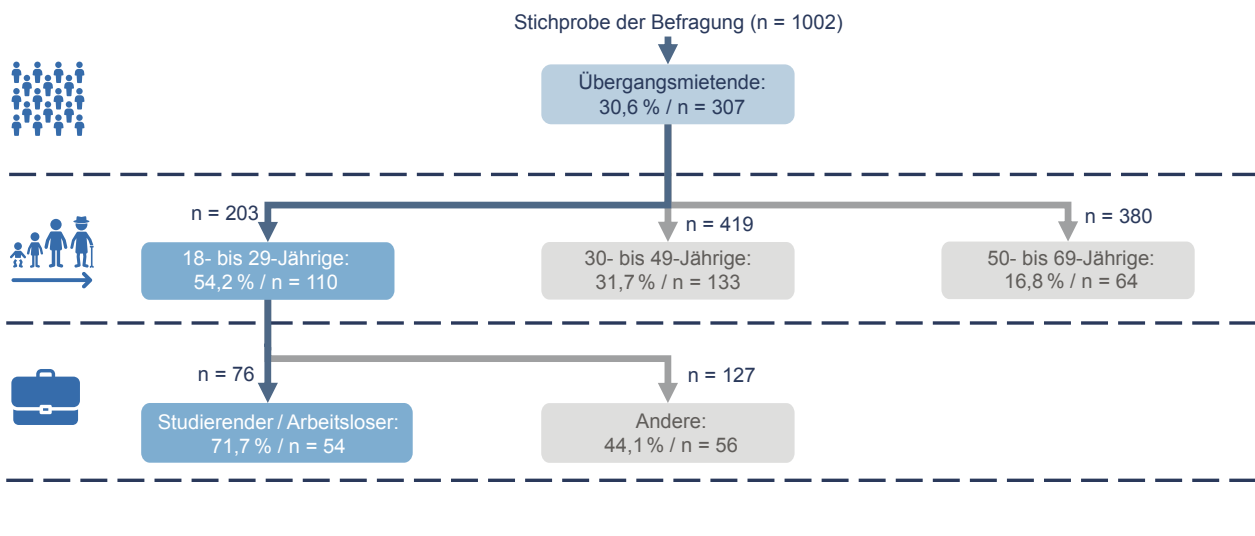 Stichprobe der Befragung (n = 1002)
Übergangsmietende:
30,6 % / n = 307
n = 203
n = 419
n = 380
18- bis 29-Jährige:
54,2 % / n = 110
30- bis 49-Jährige:
31,7 % / n = 133
50- bis 69-Jährige:
16,8 % / n = 64
n = 76
n = 127
Studierender / Arbeitsloser:
71,7 % / n = 54
Andere:
44,1 % / n = 56